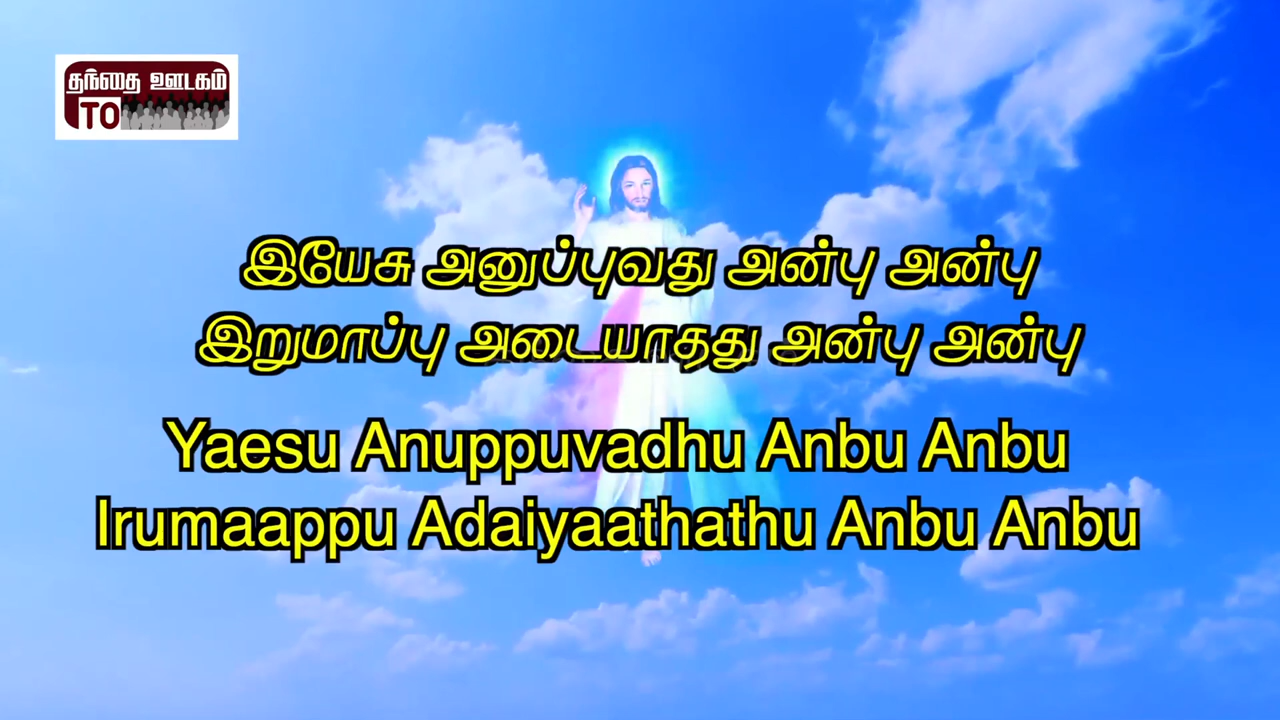 தந்தை ஊடகம்
TO
இயேசு அனுப்புவது அன்பு அன்பு
இறுமாப்பு அடையாதது அன்பு அன்பு
Yaesu Anuppuvadhu Anbu Anbu
Irumaappu Adaiyaathathu Anbu Anbu